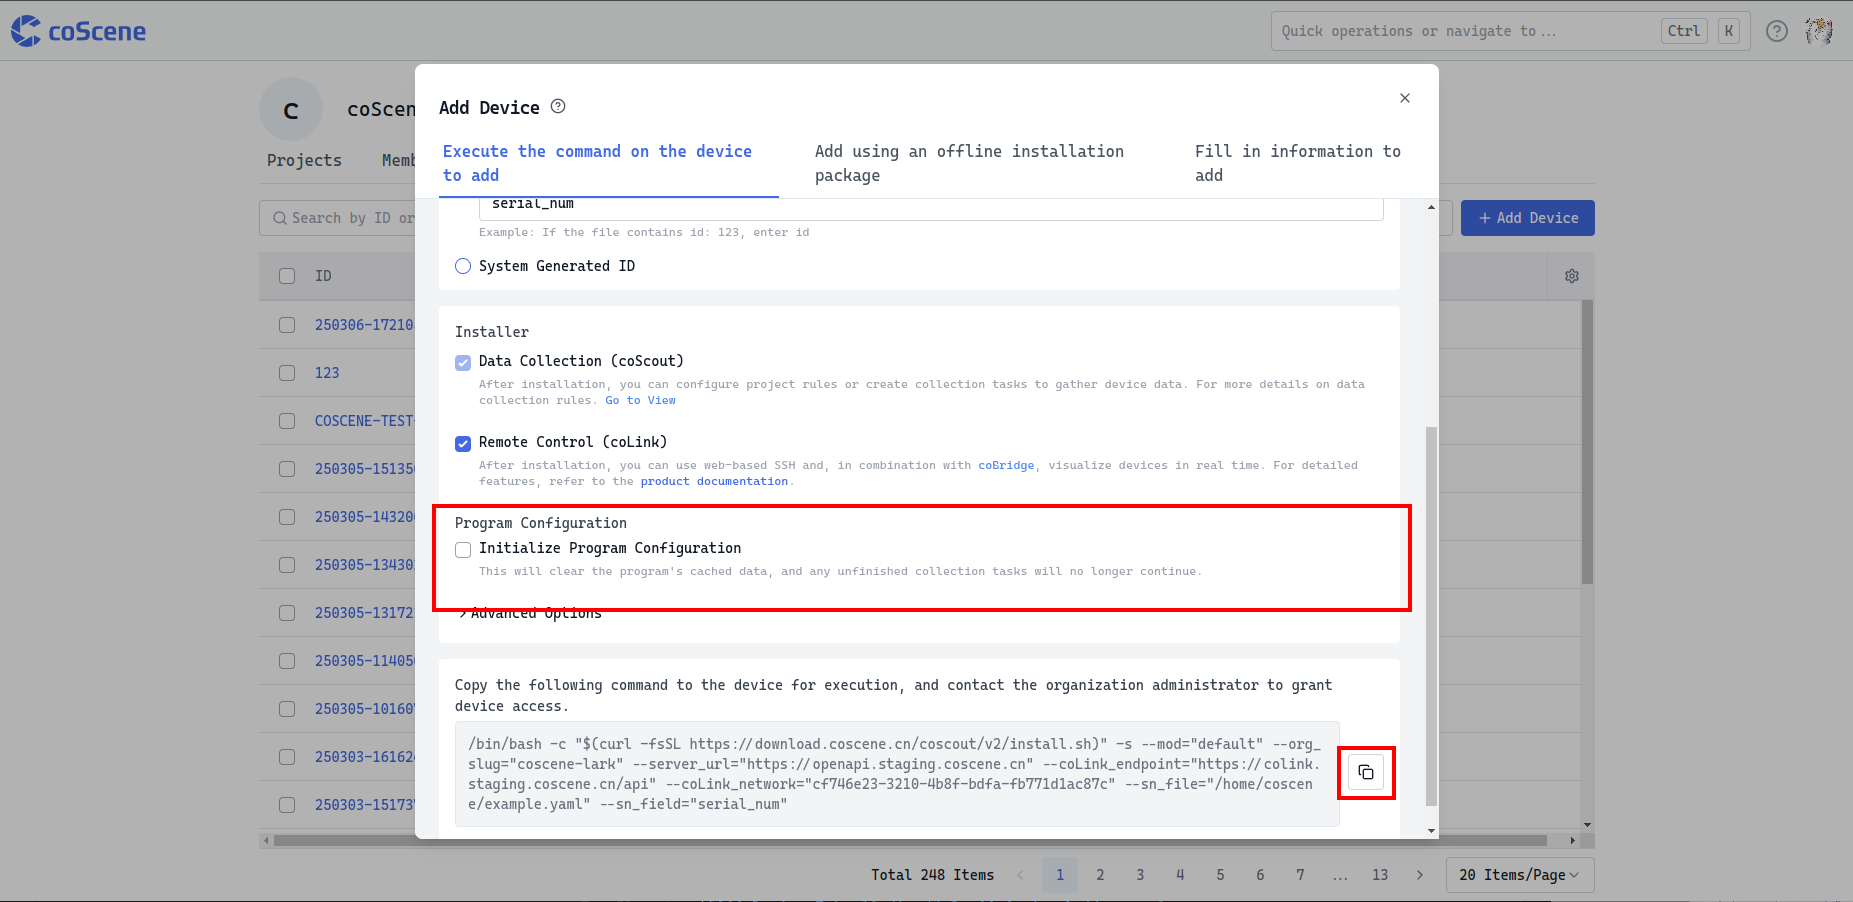 coScene
Quick operations or navigate to ...
Ctrl
K
C
coScen
Projects
Memb
Search by ID or
+ Add Device
ID
250306-17210
123
COSCENE-TEST
250305-15135
250305-14320
250305-13430
250305-13172
250305-11405
250305-10160
250303-16162
250303-15173
Add Device
Execute the command on the device
to add
Add using an offline installation
package
Fill in information to
add
serial_num
Example: If the file contains id: 123, enter id
System Generated ID
Installer
Data Collection (coScout)
After installation, you can configure project rules or create collection tasks to gather device data. For more details on data
collection rules. Go to View
Remote Control (coLink)
After installation, you can use web-based SSH and, in combination with coBridge, visualize devices in real time. For detailed
features, refer to the product documentation.
Program Configuration
Initialize Program Configuration
This will clear the program's cached data, and any unfinished collection tasks will no longer continue.
Advanced Options
Copy the following command to the device for execution, and contact the organization administrator to grant
device access.
/bin/bash -c "$(curl -fsSL https://download.coscene.cn/coscout/v2/install.sh)" -s --mod="default" --org_
slug="coscene-lark" --server_url="https://openapi.staging.coscene.cn" --coLink_endpoint="https://colink.
staging.coscene.cn/api" --coLink_network="cf746e23-3210-4b8f-bdfa-fb771d1ac87c" --sn_file="/home/coscen
e/example.yaml" --sn_field="serial_num"
Total 248 Items
1
2
3
4
5
6
7
...
13
20 Items/Page